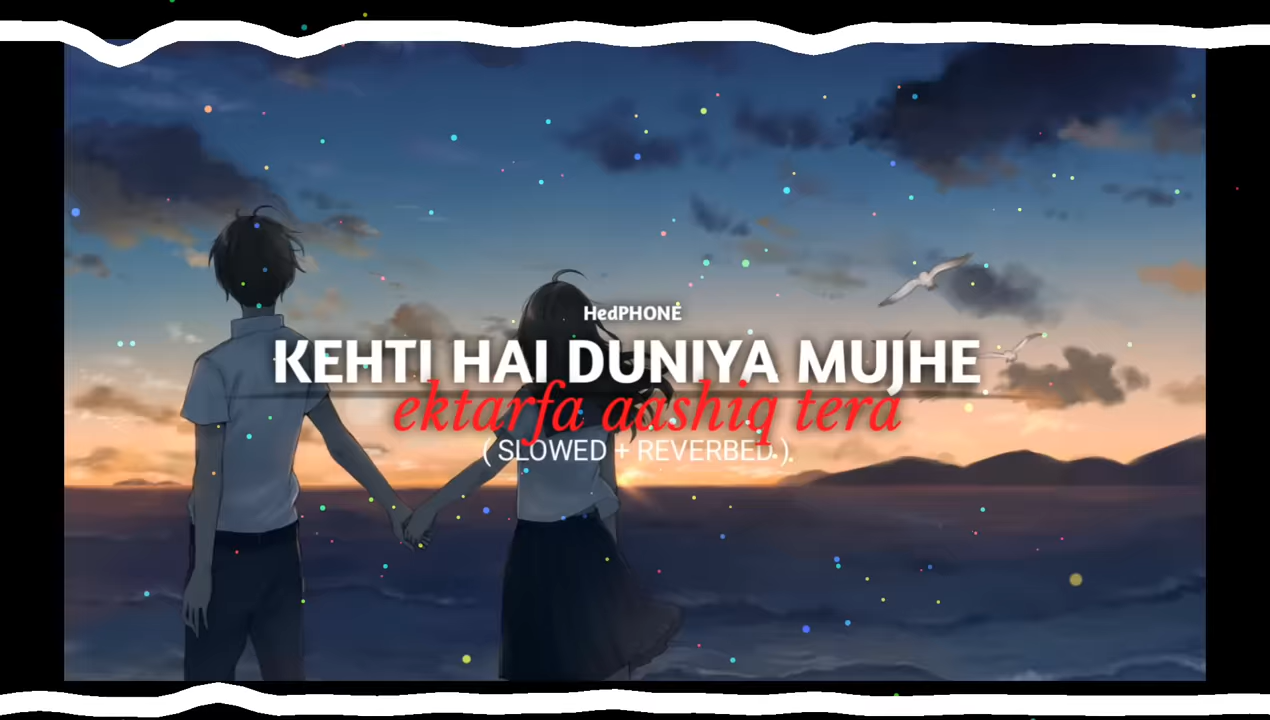 HedPHONE
KEHTI HAI DUNIYA MUJHE
ektarfa aashiq tera
( SLOWED + REVERBED )